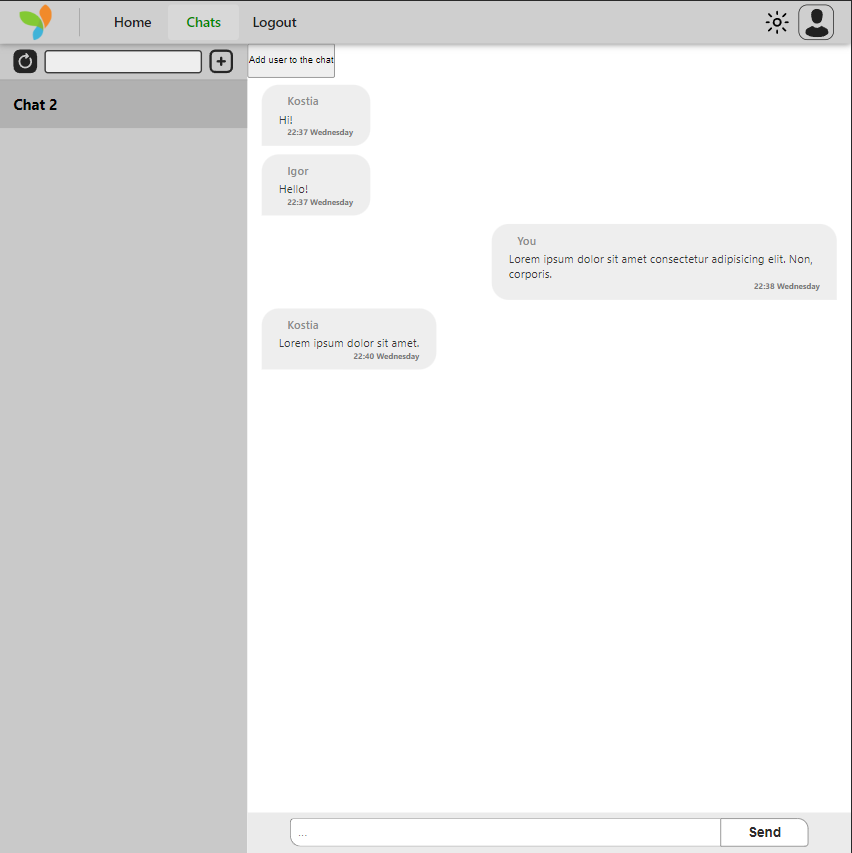 Home
Chats
Logout
Add user to the chat
Chat 2
Kostia
Hi!
22:37 Wednesday
Igor
Hello!
22:37 Wednesday
You
Lorem ipsum dolor sit amet consectetur adipisicing elit. Non,
corporis.
22:38 Wednesday
Kostia
Lorem ipsum dolor sit amet.
22:40 Wednesday
...
Send